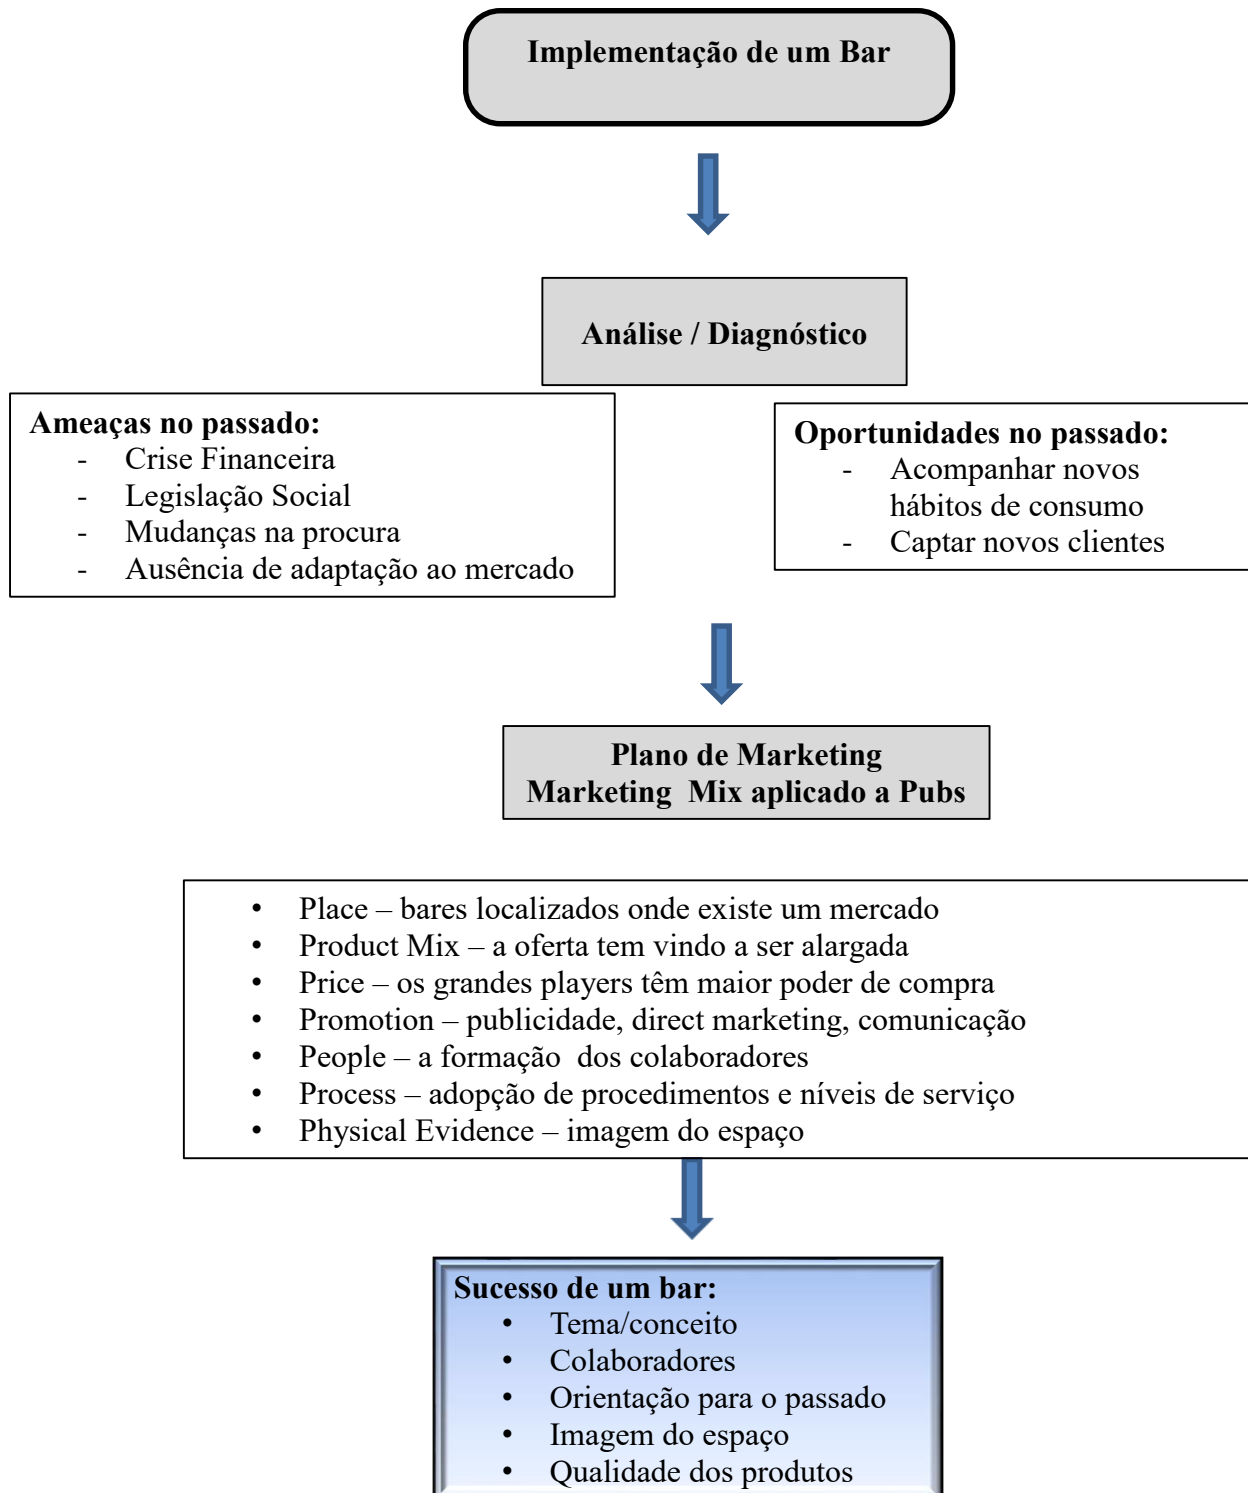 Implementação de um Bar
Análise / Diagnóstico
Ameaças no passado:
- Crise Financeira
- Legislação Social
- Mudanças na procura
- Ausência de adaptação ao mercado
Oportunidades no passado:
- Acompanhar novos
hábitos de consumo
- Captar novos clientes
Plano de Marketing
Marketing Mix aplicado a Pubs
• Place – bares localizados onde existe um mercado
• Product Mix – a oferta tem vindo a ser alargada
• Price – os grandes players têm maior poder de compra
• Promotion – publicidade, direct marketing, comunicação
• People – a formação dos colaboradores
• Process – adopção de procedimentos e níveis de serviço
• Physical Evidence – imagem do espaço
Sucesso de um bar:
• Tema/conceito
• Colaboradores
• Orientação para o passado
• Imagem do espaço
• Qualidade dos produtos